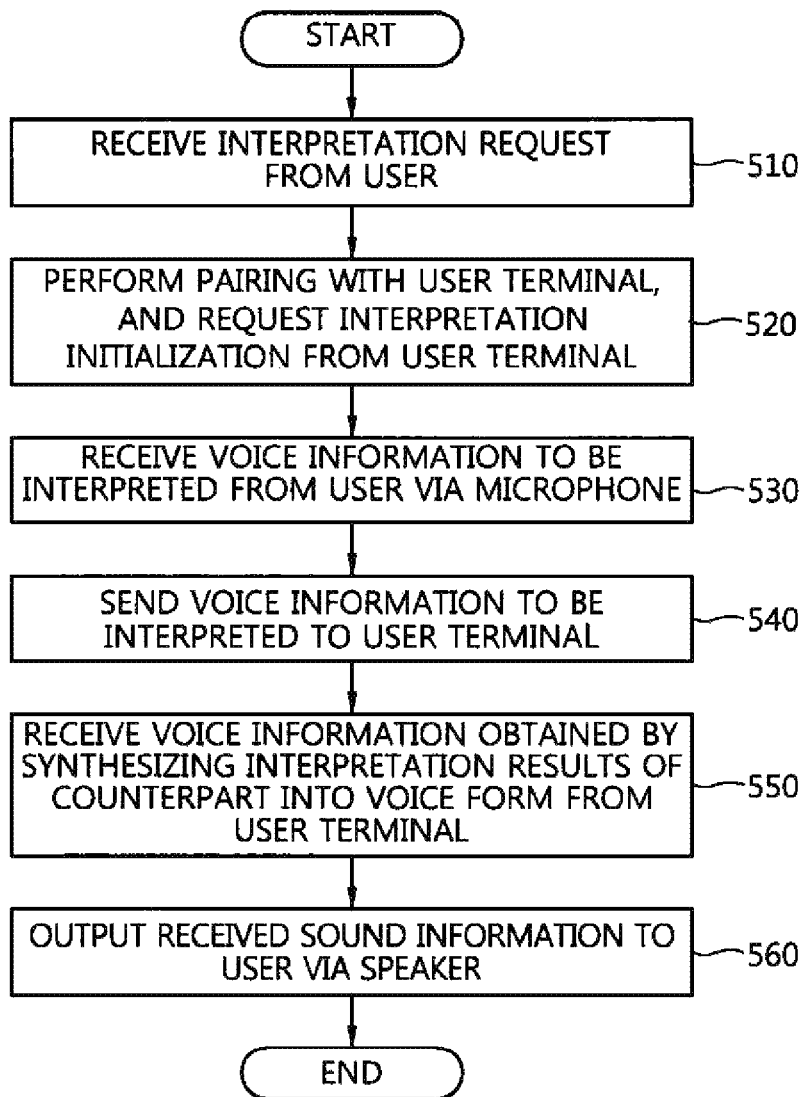 START
RECEIVE INTERPRETATION REQUEST
FROM USER
510
PERFORM PAIRING WITH USER TERMINAL,
AND REQUEST INTERPRETATION
INITIALIZATION FROM USER TERMINAL
520
RECEIVE VOICE INFORMATION TO BE
INTERPRETED FROM USER VIA MICROPHONE
530
SEND VOICE INFORMATION TO BE
INTERPRETED TO USER TERMINAL
540
RECEIVE VOICE INFORMATION OBTAINED BY
SYNTHESIZING INTERPRETATION RESULTS OF
COUNTERPART INTO VOICE FORM FROM
USER TERMINAL
550
OUTPUT RECEIVED SOUND INFORMATION TO
USER VIA SPEAKER
560
END